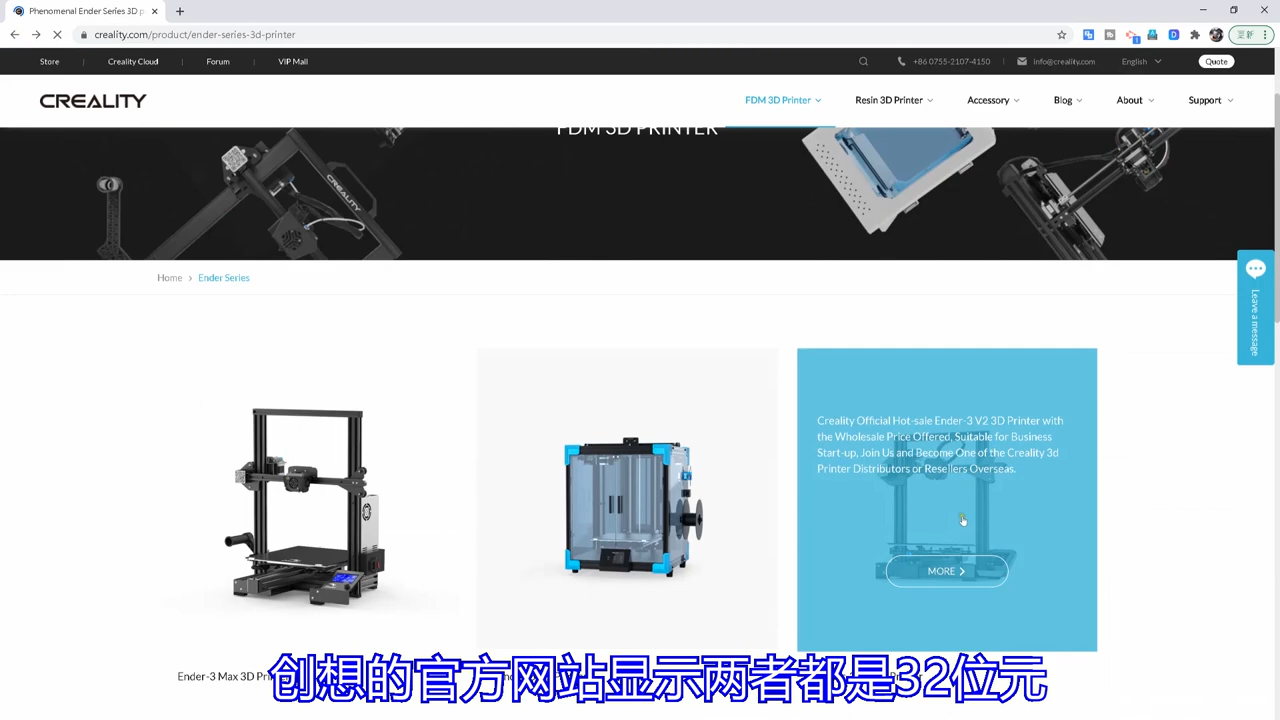 Phenomenal Ender Series 3D p
creality.com/product/ender-series-3d-printer
更新
Store
Creality Cloud
Forum
VIP Mall
+86 0755-2107-4150
info@creality.com
English
Quote
CREALITY
FDM 3D Printer
Resin 3D Printer
Accessory
Blog
About
Support
FDM 3D PRINTER
CREALITY
Home > Ender Series
Leave a message
Creality Official Hot-sale Ender-3 V2 3D Printer with
the Wholesale Price Offered, Suitable for Business
Start-up, Join Us and Become One of the Creality 3d
Printer Distributors or Resellers Overseas.
MORE >
Ender-3 Max 3D
创想的官方网站显示两者都是32位元